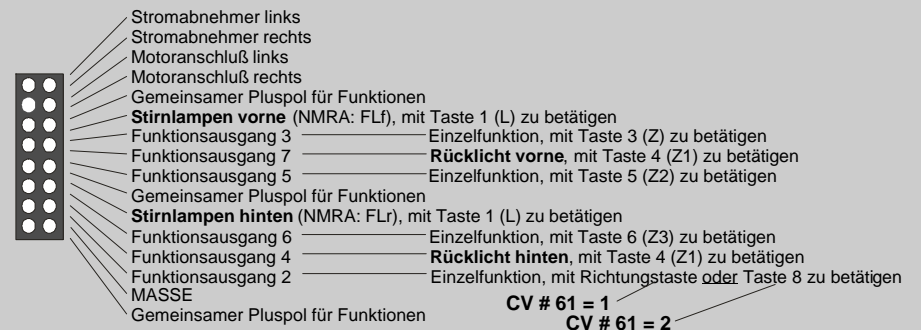 Stromabnehmer links
Stromabnehmer rechts
Motoranschluß links
Motoranschluß rechts
Gemeinsamer Pluspol für Funktionen
Stirnlampen vorne (NMRA: FLf), mit Taste 1 (L) zu betätigen
Funktionsausgang 3 Einzelfunktion, mit Taste 3 (Z) zu betätigen
Funktionsausgang 7 Rücklicht vorne, mit Taste 4 (Z1) zu betätigen
Funktionsausgang 5 Einzelfunktion, mit Taste 5 (Z2) zu betätigen
Gemeinsamer Pluspol für Funktionen
Stirnlampen hinten (NMRA: FLr), mit Taste 1 (L) zu betätigen
Funktionsausgang 6 Einzelfunktion, mit Taste 6 (Z3) zu betätigen
Funktionsausgang 4 Rücklicht hinten, mit Taste 4 (Z1) zu betätigen
Funktionsausgang 2 Einzelfunktion, mit Richtungstaste oder Taste 8 zu betätigen
MASSE
Gemeinsamer Pluspol für Funktionen
CV # 61 = 1
CV # 61 = 2